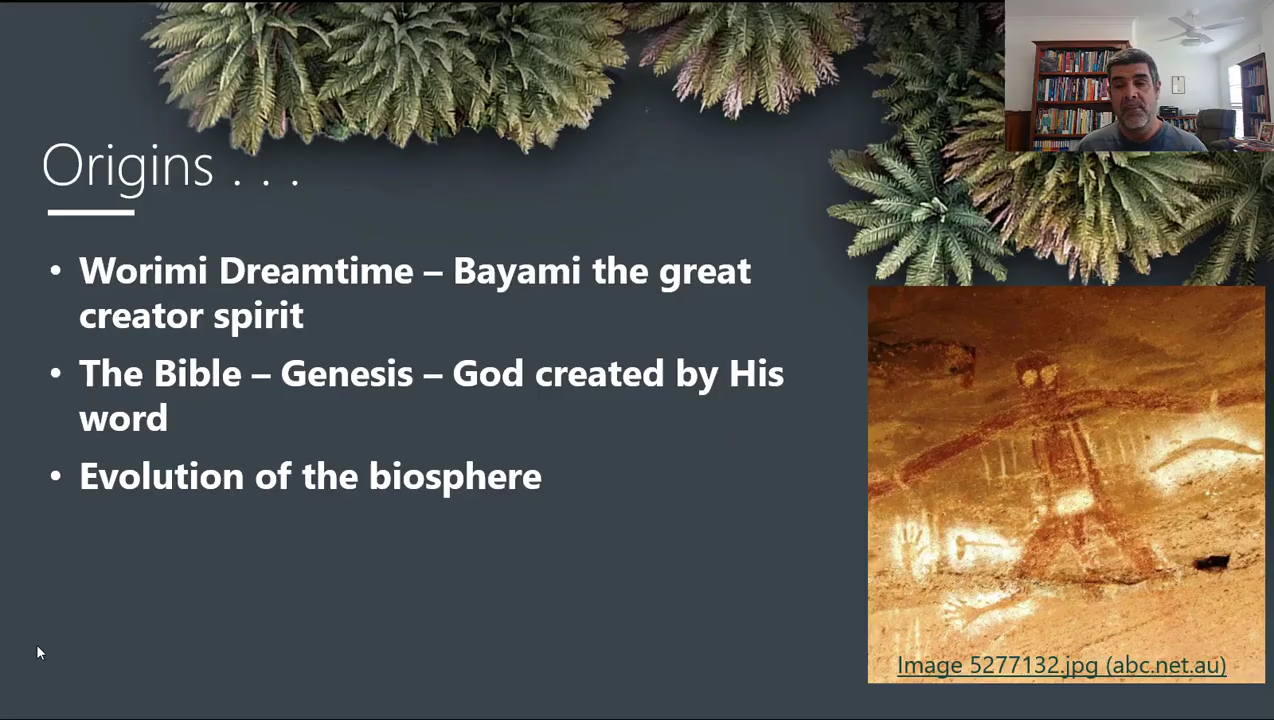 Origins . . .
• Worimi Dreamtime – Bayami the great
creator spirit
• The Bible – Genesis – God created by His
word
• Evolution of the biosphere
Image 5277132.jpg (abc.net.au)